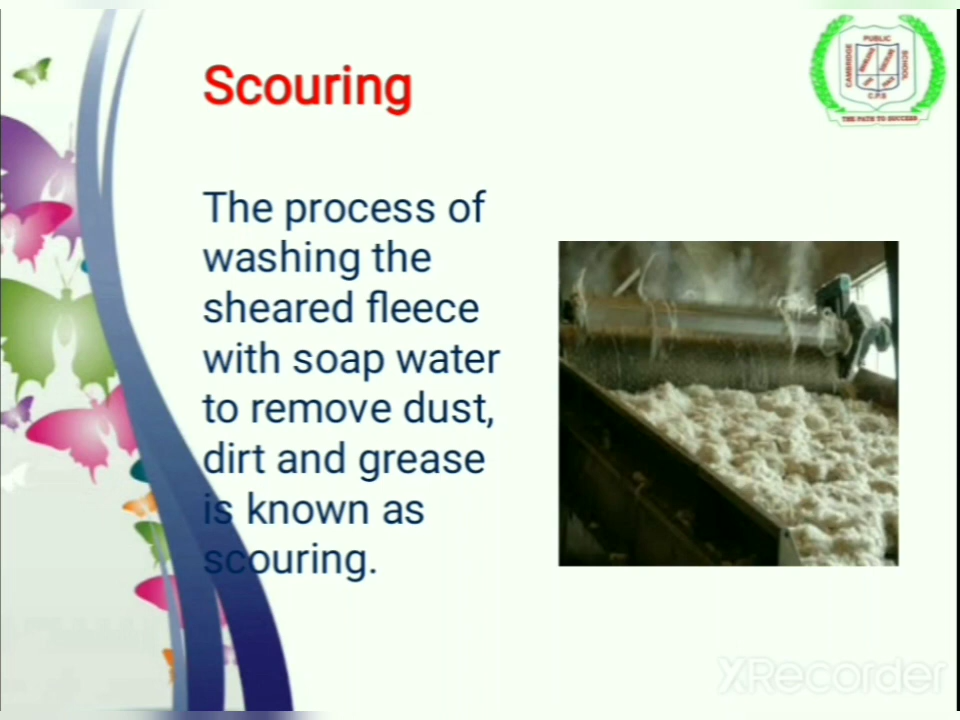 Scouring
PUBLIC
CAMBRIDGE
SCHOOL
C.P.S
THE PATH TO SUCCESS
The process of
washing the
sheared fleece
with soap water
to remove dust,
dirt and grease
is known as
scouring.
XRecorder